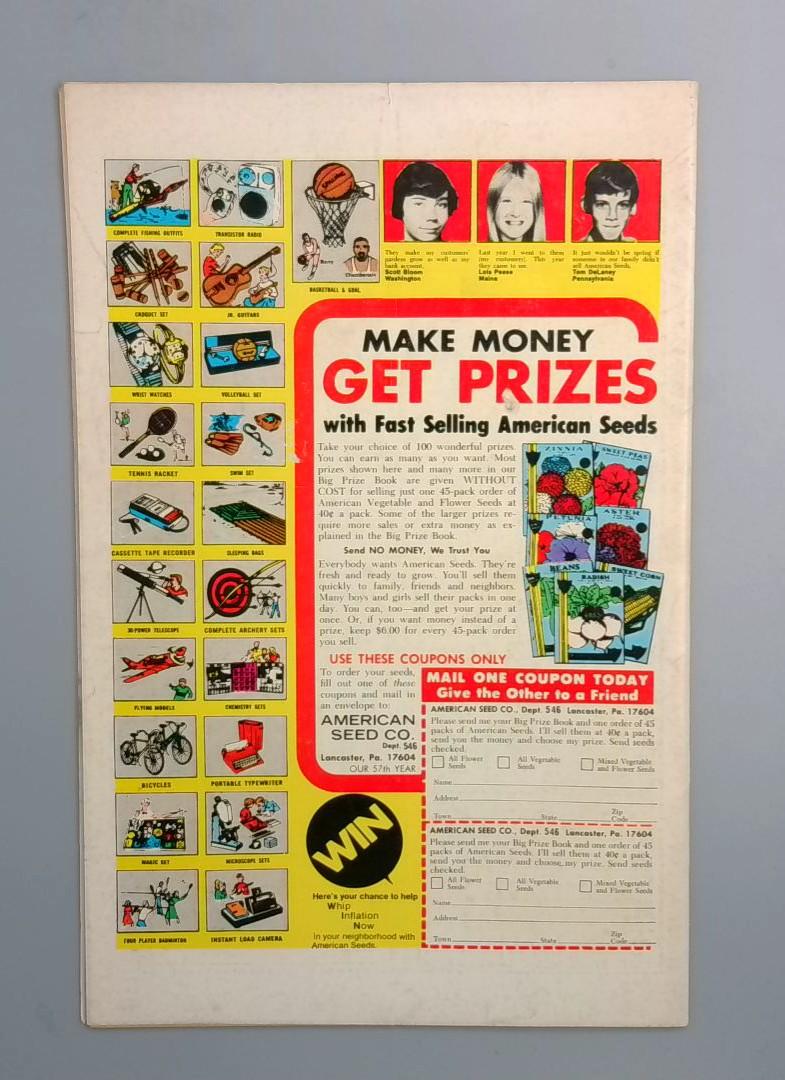 COMPLETE FISHING OUTFITS
TRANSISTOR RADIO
SPALDING
Barry
Chamberlain
BASKETBALL & GOAL
They make my customers'
gardens grow as well as my
bank account.
Scott Bloom
Washington
Last year I went to them
(my customers). This year
they came to me.
Lois Pease
Maine
It just wouldn't be spring if
someone in our family didn't
sell American Seeds.
Tom DeLaney
Pennsylvania
CROQUET SET
JR. GUITARS
WRIST WATCHES
VOLLEYBALL SET
TENNIS RACKET
SWIM SET
CASSETTE TAPE RECORDER
SLEEPING BAGS
30-POWER TELESCOPE
COMPLETE ARCHERY SETS
FLYING MODELS
CHEMISTRY SETS
BICYCLES
PORTABLE TYPEWRITER
MAGIC SET
MICROSCOPE SETS
FOUR PLAYER BADMINTON
INSTANT LOAD CAMERA
MAKE MONEY
GET PRIZES
with Fast Selling American Seeds
Take your choice of 100 wonderful prizes.
You can earn as many as you want. Most
prizes shown here and many more in our
Big Prize Book are given WITHOUT
COST for selling just one 45-pack order of
American Vegetable and Flower Seeds at
40¢ a pack. Some of the larger prizes re-
quire more sales or extra money as ex-
plained in the Big Prize Book.
Send NO MONEY, We Trust You
Everybody wants American Seeds. They're
fresh and ready to grow. You'll sell them
quickly to family, friends and neighbors.
Many boys and girls sell their packs in one
day. You can, too—and get your prize at
once. Or, if you want money instead of a
prize, keep $6.00 for every 45-pack order
you sell.
ZINNIA
SWEET PEAS
PETUNIA
ASTER
BEANS
RADISH
SWEET CORN
USE THESE COUPONS ONLY
To order your seeds,
fill out one of these
coupons and mail in
an envelope to:
AMERICAN
SEED CO.
Dept. 546
Lancaster, Pa. 17604
OUR 57th YEAR
MAIL ONE COUPON TODAY
Give the Other to a Friend
AMERICAN SEED CO., Dept. 546 Lancaster, Pa. 17604
Please send me your Big Prize Book and one order of 45
packs of American Seeds. I'll sell them at 40¢ a pack,
send you the money and choose my prize. Send seeds
checked.
All Flower Seeds
All Vegetable Seeds
Mixed Vegetable and Flower Seeds
Name
Address
Town State Zip Code
AMERICAN SEED CO., Dept. 546 Lancaster, Pa. 17604
Please send me your Big Prize Book and one order of 45
packs of American Seeds. I'll sell them at 40¢ a pack,
send you the money and choose my prize. Send seeds
checked.
All Flower Seeds
All Vegetable Seeds
Mixed Vegetable and Flower Seeds
Name
Address
Town State Zip Code
WIN
Here's your chance to help
Whip
Inflation
Now
in your neighborhood with
American Seeds.